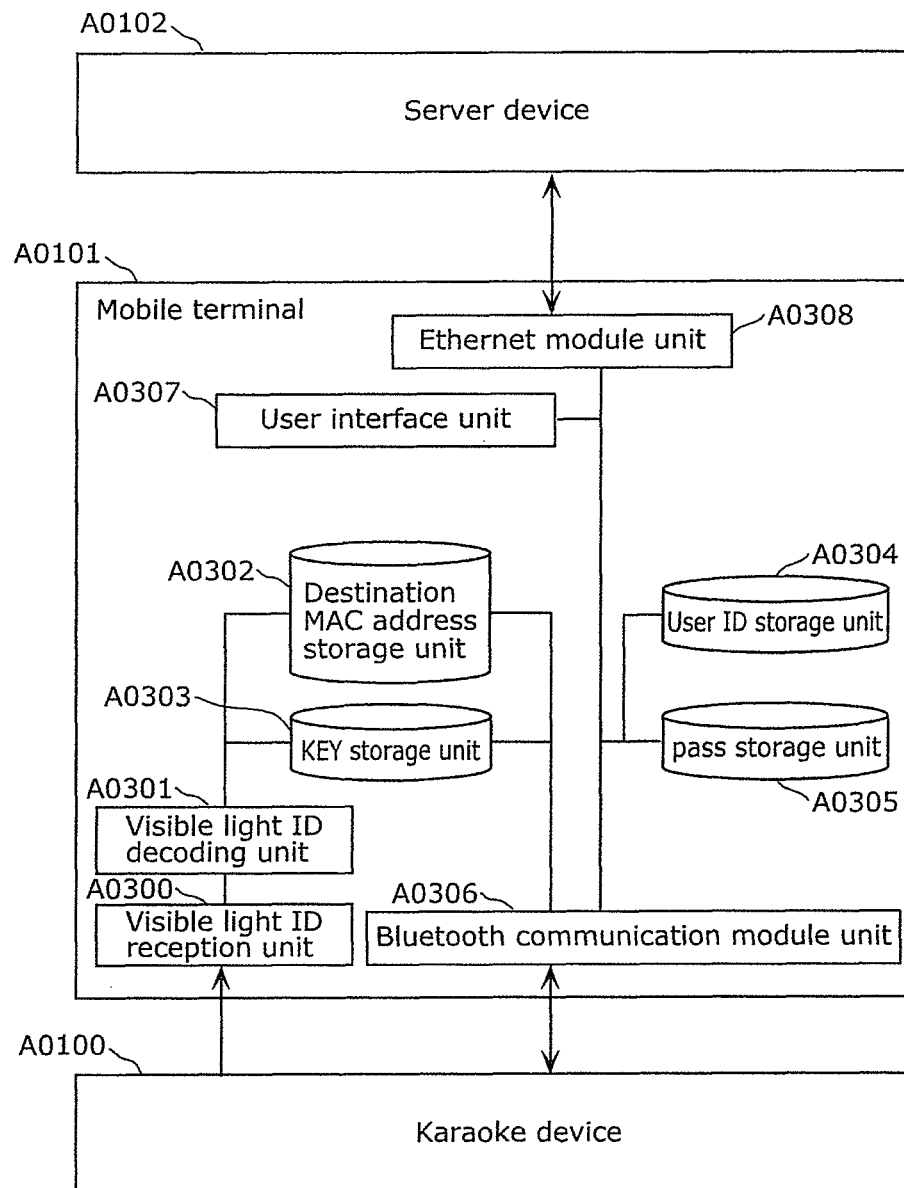 A0102
Server device
A0101
Mobile terminal
Ethernet module unit
A0308
A0307
User interface unit
A0302
Destination
MAC address
storage unit
A0304
User ID storage unit
A0303
KEY storage unit
pass storage unit
A0305
A0301
Visible light ID
decoding unit
A0300
Visible light ID
reception unit
A0306
Bluetooth communication module unit
A0100
Karaoke device